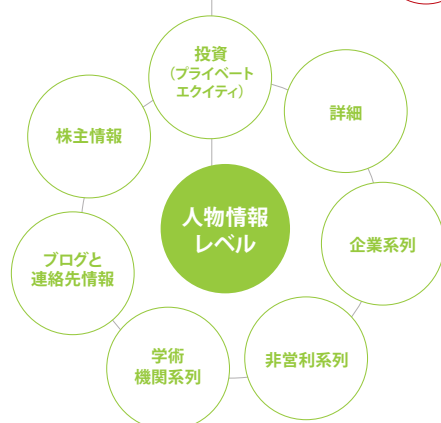 投資
(プライベート
エクイティ)
詳細
企業系列
非営利系列
学術
機関系列
ブログと
連絡先情報
株主情報
人物情報
レベル